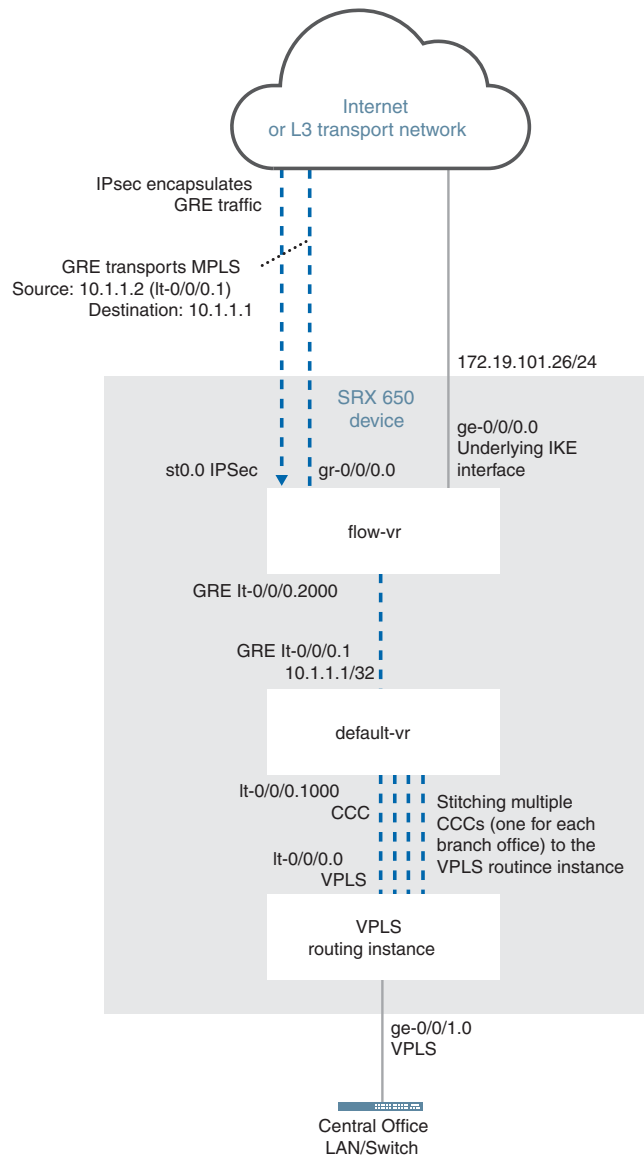 Internet
or L3 transport network
IPsec encapsulates
GRE traffic
GRE transports MPLS
Source: 10.1.1.2 (lt-0/0/0.1)
Destination: 10.1.1.1
172.19.101.26/24
SRX 650
device
ge-0/0/0.0
Underlying IKE
interface
st0.0 IPSec
gr-0/0/0.0
flow-vr
GRE lt-0/0/0.2000
GRE lt-0/0/0.1
10.1.1.1/32
default-vr
lt-0/0/0.1000
CCC
Stitching multiple
CCCs (one for each
branch office) to the
VPLS routince instance
lt-0/0/0.0
VPLS
VPLS
routing instance
ge-0/0/1.0
VPLS
Central Office
LAN/Switch